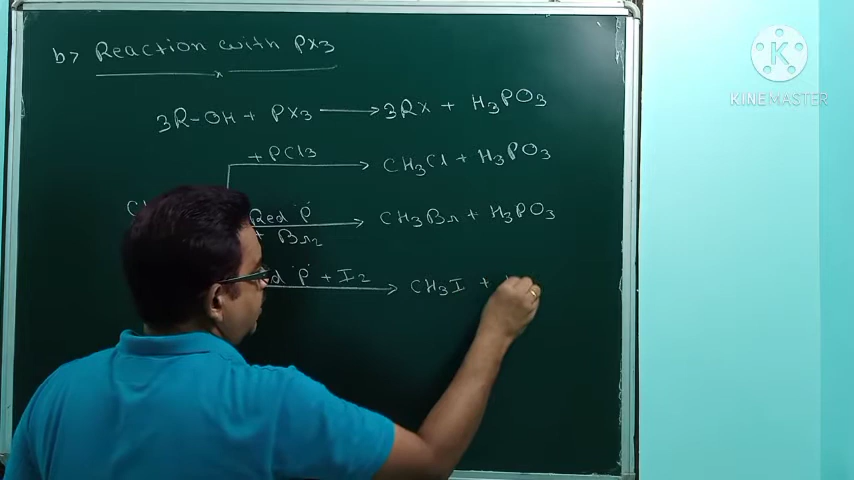 b> Reaction with PX3
3R-OH + PX3 → 3RX + H3PO3
+ PCl3 → CH3Cl + H3PO3
Red 'P' + Br2 → CH3Br + H3PO3
'P' + I2 → CH3I +
KINEMASTER